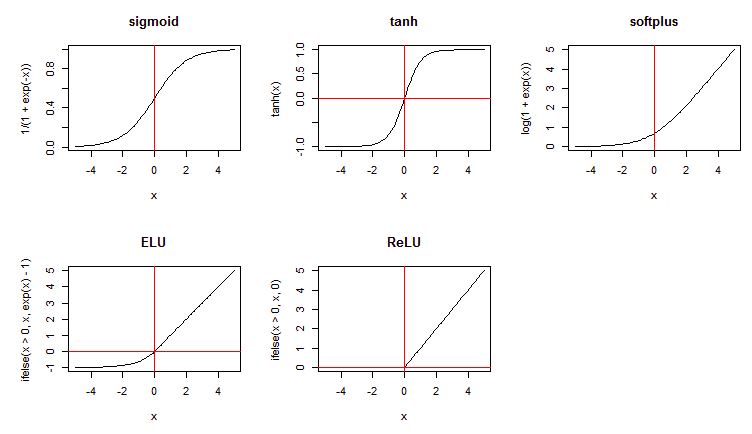 sigmoid
1/(1 + exp(-x))
0.0 0.4 0.8
-4 -2 0 2 4
x
tanh
tanh(x)
-1.0 0.0 0.5 1.0
-4 -2 0 2 4
x
softplus
log(1 + exp(x))
0 1 2 3 4 5
-4 -2 0 2 4
x
ELU
ifelse(x > 0, x, exp(x) - 1)
-1 0 1 2 3 4 5
-4 -2 0 2 4
x
ReLU
ifelse(x > 0, x, 0)
0 1 2 3 4 5
-4 -2 0 2 4
x